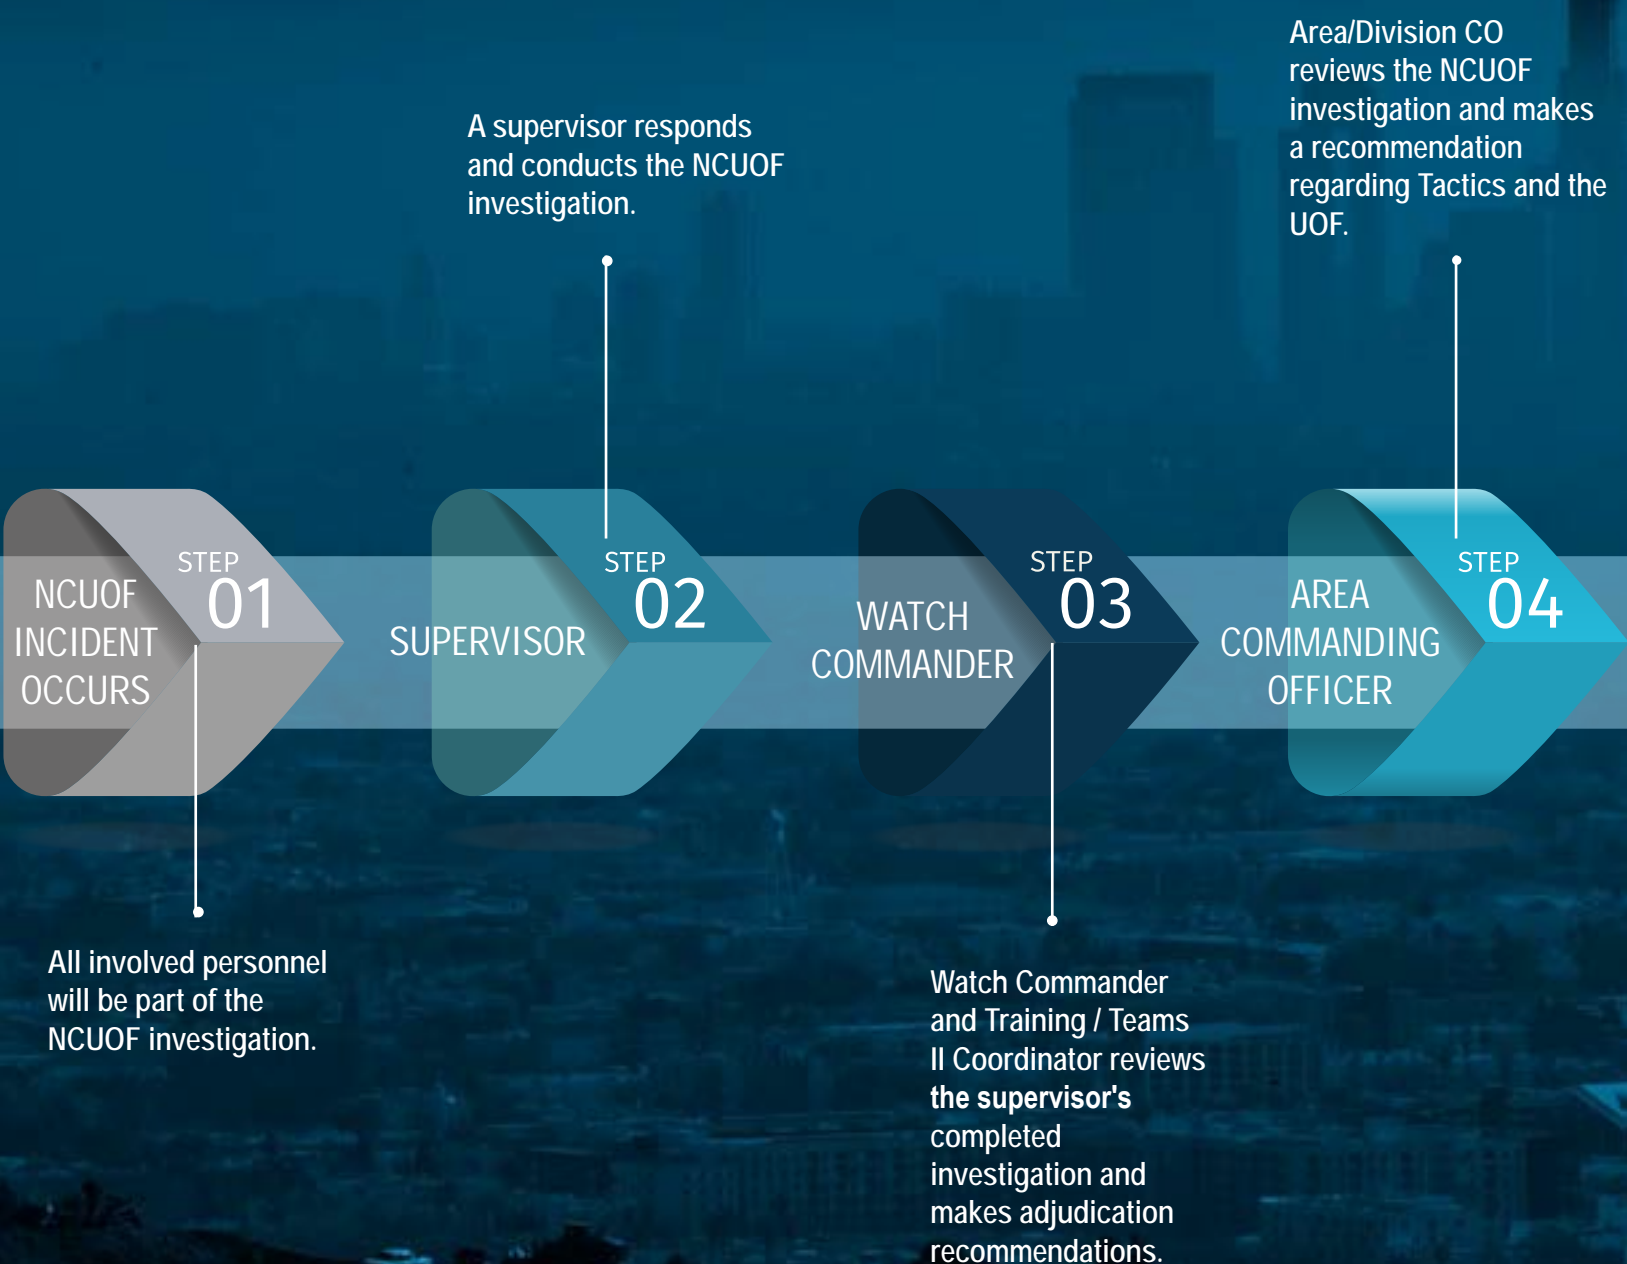 NCUOF
INCIDENT
OCCURS
STEP
01
All involved personnel
will be part of the
NCUOF investigation.
A supervisor responds
and conducts the NCUOF
investigation.
SUPERVISOR
STEP
02
WATCH
COMMANDER
STEP
03
Watch Commander
and Training / Teams
II Coordinator reviews
the supervisor's
completed
investigation and
makes adjudication
recommendations.
Area/Division CO
reviews the NCUOF
investigation and makes
a recommendation
regarding Tactics and the
UOF.
AREA
COMMANDING
OFFICER
STEP
04